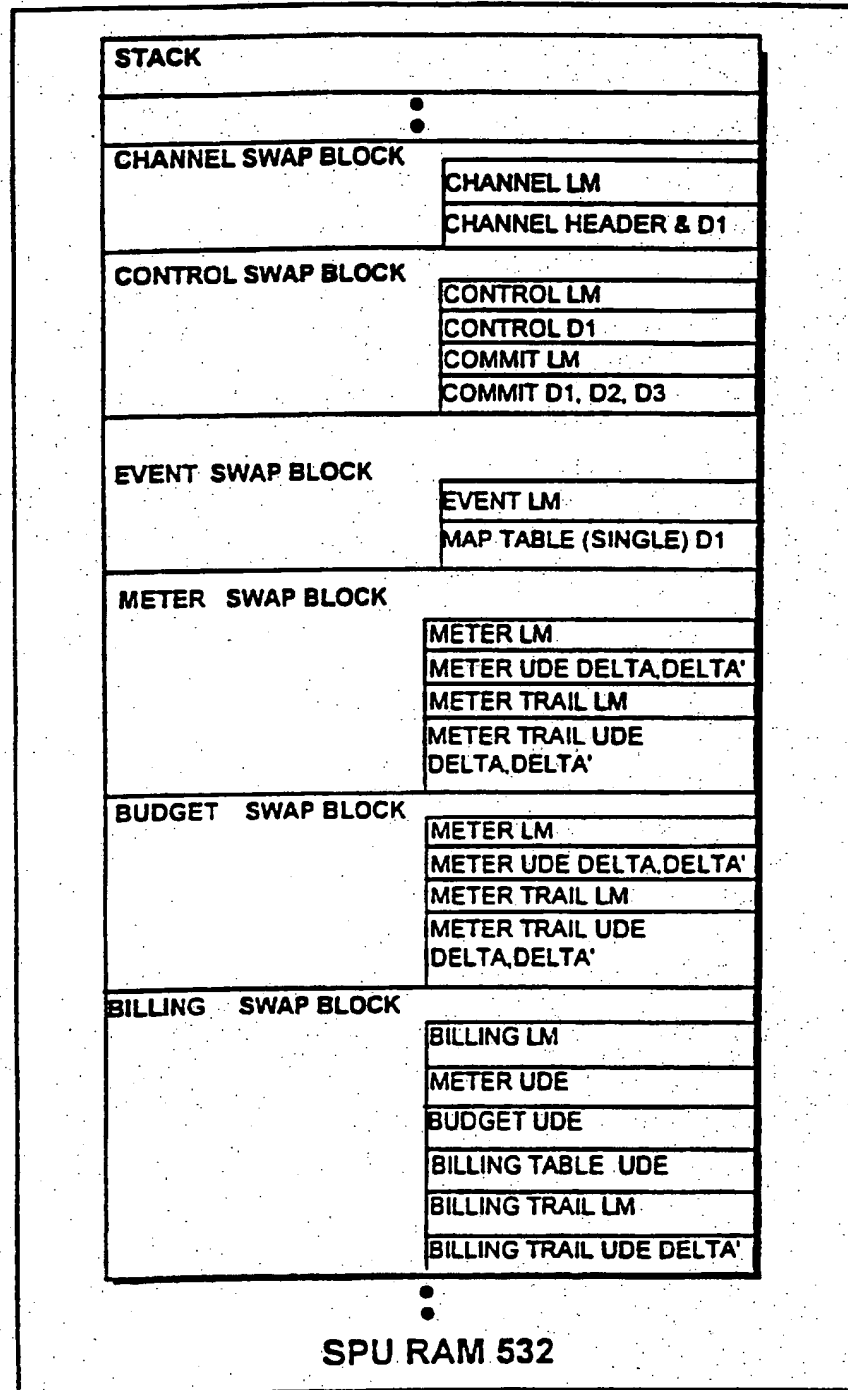 STACK
CHANNEL SWAP BLOCK
CHANNEL LM
CHANNEL HEADER & D1
CONTROL SWAP BLOCK
CONTROL LM
CONTROL D1
COMMIT LM
COMMIT D1, D2, D3
EVENT SWAP BLOCK
EVENT LM
MAP TABLE (SINGLE) D1
METER SWAP BLOCK
METER LM
METER UDE DELTA,DELTA'
METER TRAIL LM
METER TRAIL UDE
DELTA,DELTA'
BUDGET SWAP BLOCK
METER LM
METER UDE DELTA,DELTA'
METER TRAIL LM
METER TRAIL UDE
DELTA,DELTA'
BILLING SWAP BLOCK
BILLING LM
METER UDE
BUDGET UDE
BILLING TABLE UDE
BILLING TRAIL LM
BILLING TRAIL UDE DELTA'
SPU RAM 532